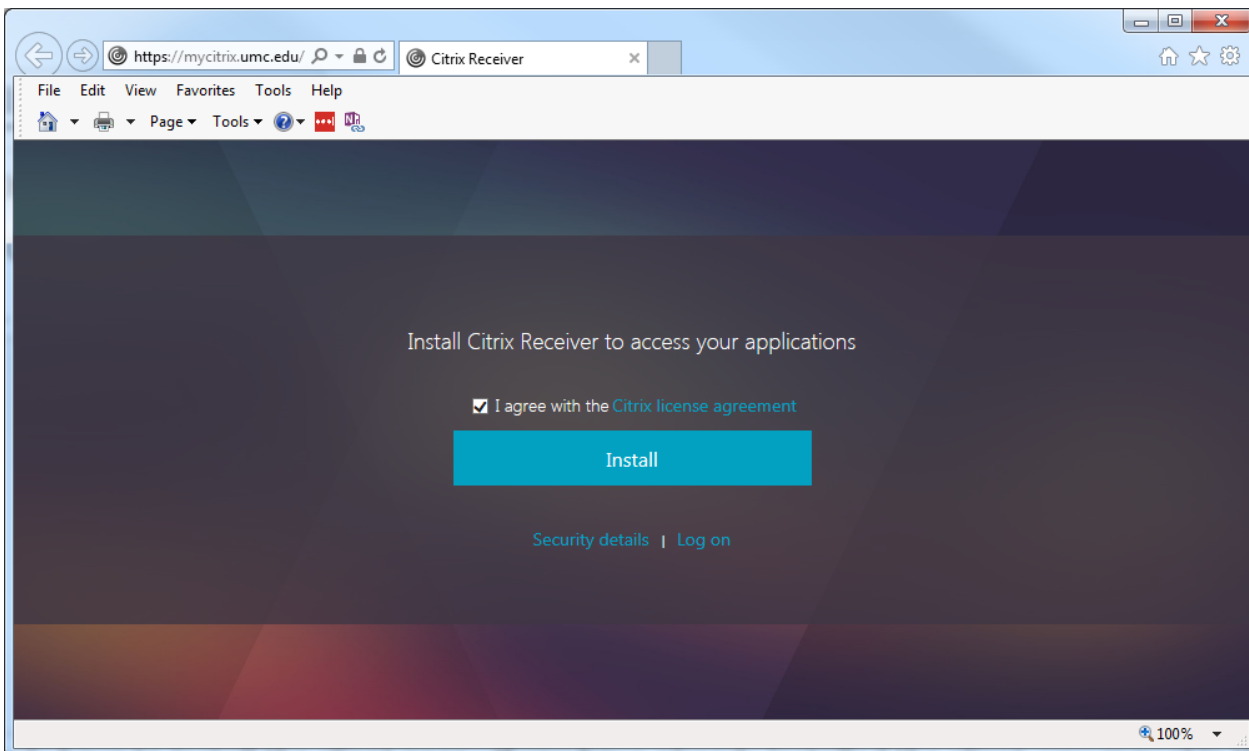 https://mycitrix.umc.edu/
Citrix Receiver
File Edit View Favorites Tools Help
Page Tools
Install Citrix Receiver to access your applications
I agree with the Citrix license agreement
Install
Security details | Log on
100%